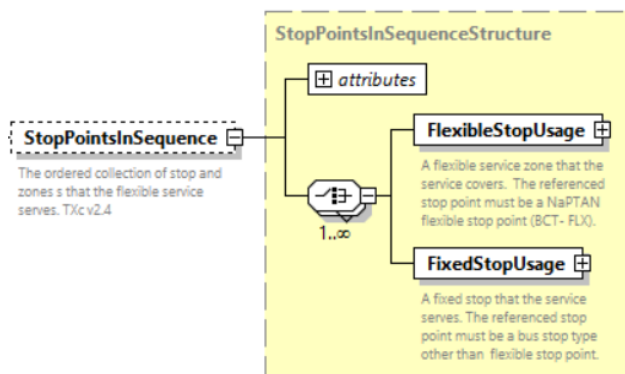 StopPointsInSequenceStructure
attributes
StopPointsInSequence
The ordered collection of stop and
zones s that the flexible service
serves. TXc v2.4
1..∞
FlexibleStopUsage
A flexible service zone that the
service covers. The referenced
stop point must be a NaPTAN
flexible stop point (BCT- FLX).
FixedStopUsage
A fixed stop that the service
serves. The referenced stop
point must be a bus stop type
other than flexible stop point.